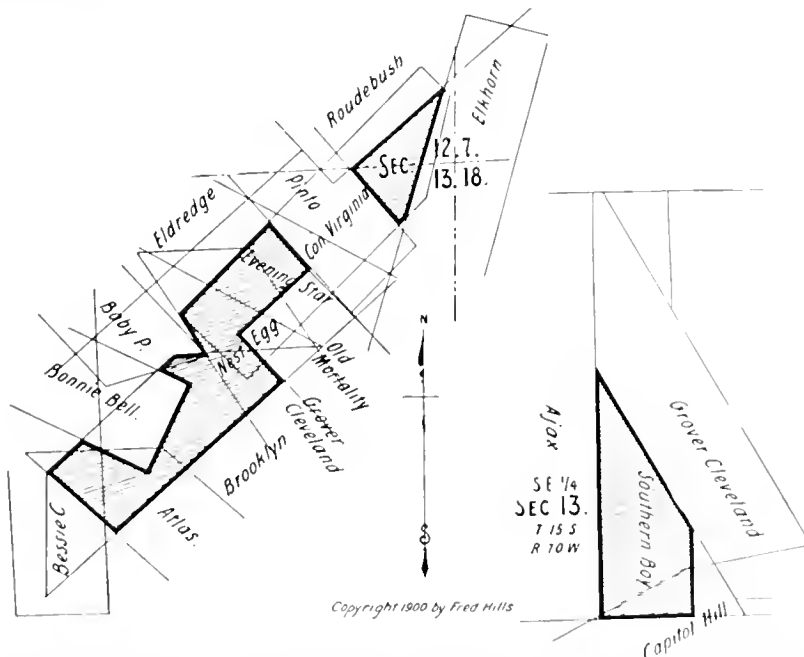 Roudebush
Elkhorn
SEC 12. 7.
13. 18.
Pinto
Con Virginia
Eldredge
Evening Star
Baby P.
Nest Egg
Old Mortality
Bonnie Bell.
Grover Cleveland
Brooklyn
Atlas.
Bessie C
N
S
Copyright 1900 by Fred Hills
Ajax
Grover Cleveland
SE 1/4
SEC 13.
T 15 S
R 70 W
Southern Boy
Capitol Hill